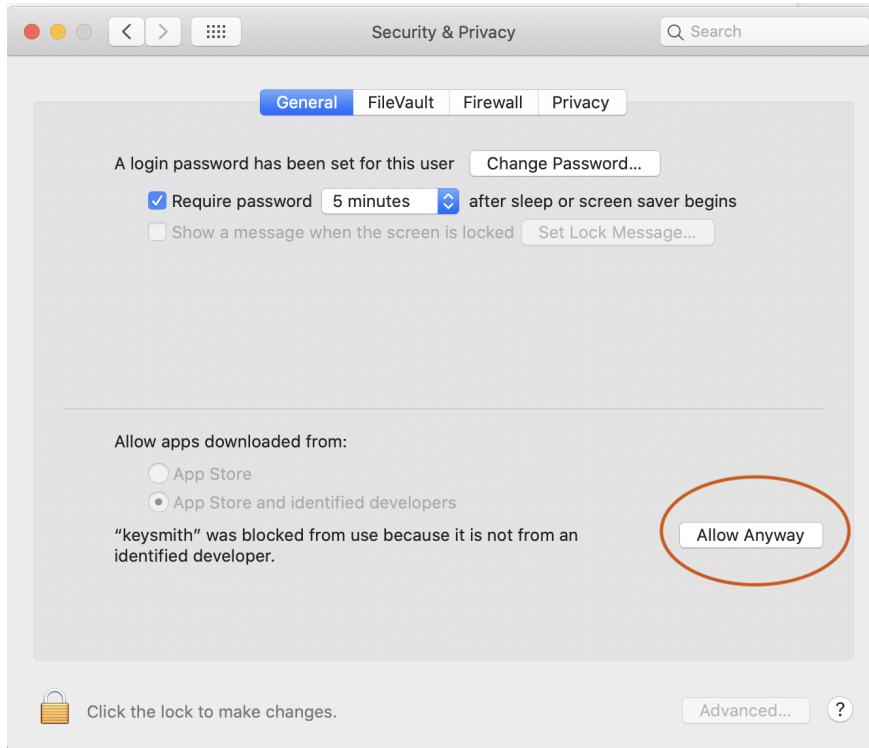 Security & Privacy
Search
General FileVault Firewall Privacy
A login password has been set for this user Change Password...
Require password 5 minutes after sleep or screen saver begins
Show a message when the screen is locked Set Lock Message...
Allow apps downloaded from:
App Store
App Store and identified developers
“keysmith” was blocked from use because it is not from an
identified developer.
Allow Anyway
Click the lock to make changes.
Advanced...
?